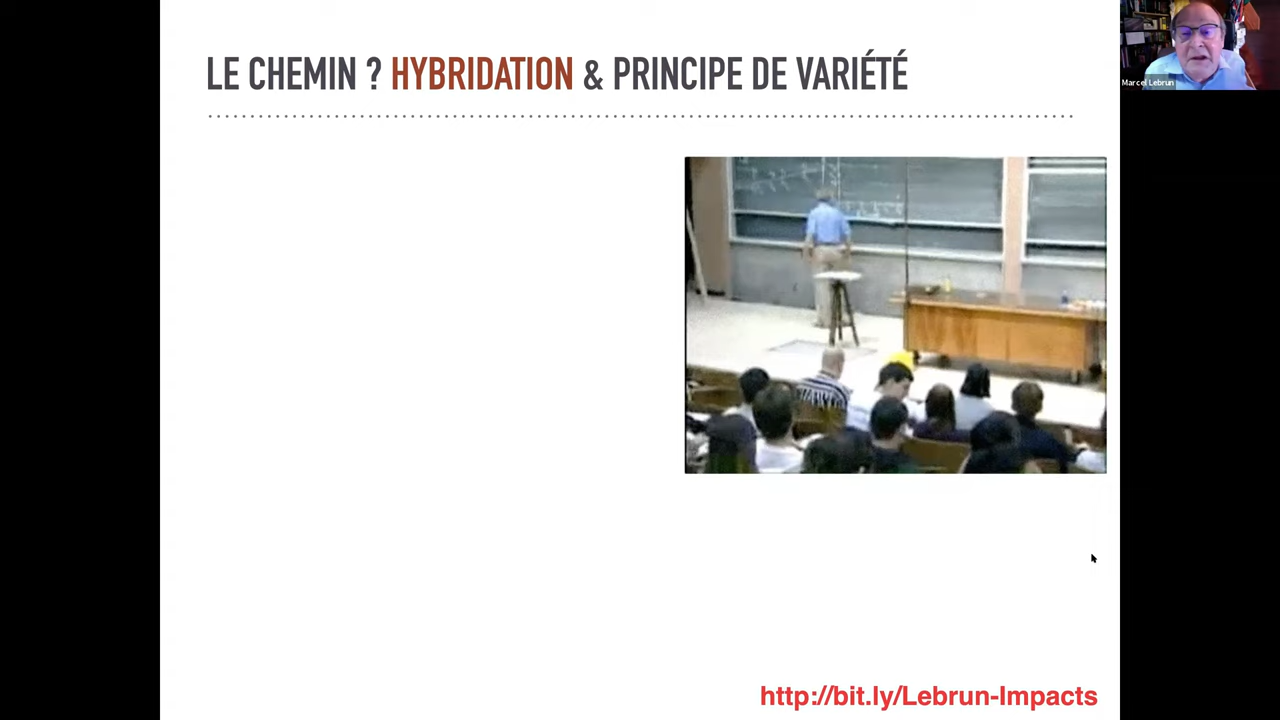 LE CHEMIN ? HYBRIDATION & PRINCIPE DE VARIÉTÉ
Marcel Lebrun
http://bit.ly/Lebrun-Impacts